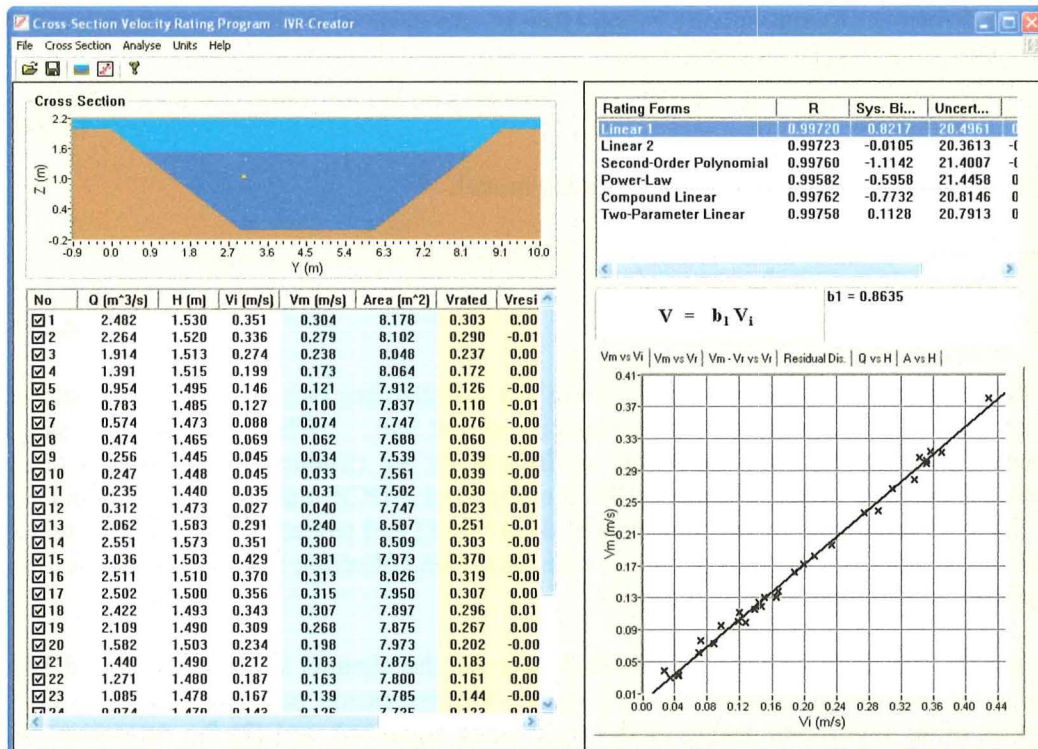 Cross-Section Velocity Rating Program - IVR-Creator
File Cross Section Analyse Units Help
Cross Section
2.2
1.6
1.0
0.4
-0.2
Z (m)
-0.9 0.0 0.9 1.8 2.7 3.6 4.5 5.4 6.3 7.2 8.1 9.1 10.0
Y (m)
No Q (m^3/s) H (m) Vi (m/s) Vm (m/s) Area (m^2) Vrated Vresi
1 2.482 1.530 0.351 0.304 8.178 0.303 0.00
2 2.264 1.520 0.336 0.279 8.102 0.290 -0.01
3 1.914 1.513 0.274 0.238 8.048 0.237 0.00
4 1.391 1.515 0.199 0.173 8.064 0.172 0.00
5 0.954 1.495 0.146 0.121 7.912 0.126 -0.00
6 0.783 1.485 0.127 0.100 7.837 0.110 -0.01
7 0.574 1.473 0.088 0.074 7.747 0.076 -0.00
8 0.474 1.465 0.069 0.062 7.688 0.060 0.00
9 0.256 1.445 0.045 0.034 7.539 0.039 -0.00
10 0.247 1.448 0.045 0.033 7.561 0.039 -0.00
11 0.235 1.440 0.035 0.031 7.502 0.030 0.00
12 0.312 1.473 0.027 0.040 7.747 0.023 0.01
13 2.062 1.583 0.291 0.240 8.587 0.251 -0.01
14 2.551 1.573 0.351 0.300 8.509 0.303 -0.00
15 3.036 1.503 0.429 0.381 7.973 0.370 0.01
16 2.511 1.510 0.370 0.313 8.026 0.319 -0.00
17 2.502 1.500 0.356 0.315 7.950 0.307 0.00
18 2.422 1.493 0.343 0.307 7.897 0.296 0.01
19 2.109 1.490 0.309 0.268 7.875 0.267 0.00
20 1.582 1.503 0.234 0.198 7.973 0.202 -0.00
21 1.440 1.490 0.212 0.183 7.875 0.183 -0.00
22 1.271 1.480 0.187 0.163 7.800 0.161 0.00
23 1.085 1.478 0.167 0.139 7.785 0.144 -0.00
24 0.974 1.470 0.143 0.126 7.725 0.123 0.00
Rating Forms R Sys. Bi... Uncert...
Linear 1 0.99720 0.8217 20.4961 0
Linear 2 0.99723 -0.0105 20.3613 -0
Second-Order Polynomial 0.99760 -1.1142 21.4007 -0
Power-Law 0.99582 -0.5958 21.4458 0
Compound Linear 0.99762 -0.7732 20.8146 0
Two-Parameter Linear 0.99758 0.1128 20.7913 0
V = b1 Vi
b1 = 0.8635
Vm vs Vi Vm vs Vr Vm - Vr vs Vr Residual Dis. Q vs H A vs H
0.41
0.37
0.33
0.29
0.25
0.21
0.17
0.13
0.09
0.05
0.01
Vm (m/s)
0.00 0.04 0.08 0.12 0.16 0.20 0.24 0.28 0.32 0.36 0.40 0.44
Vi (m/s)